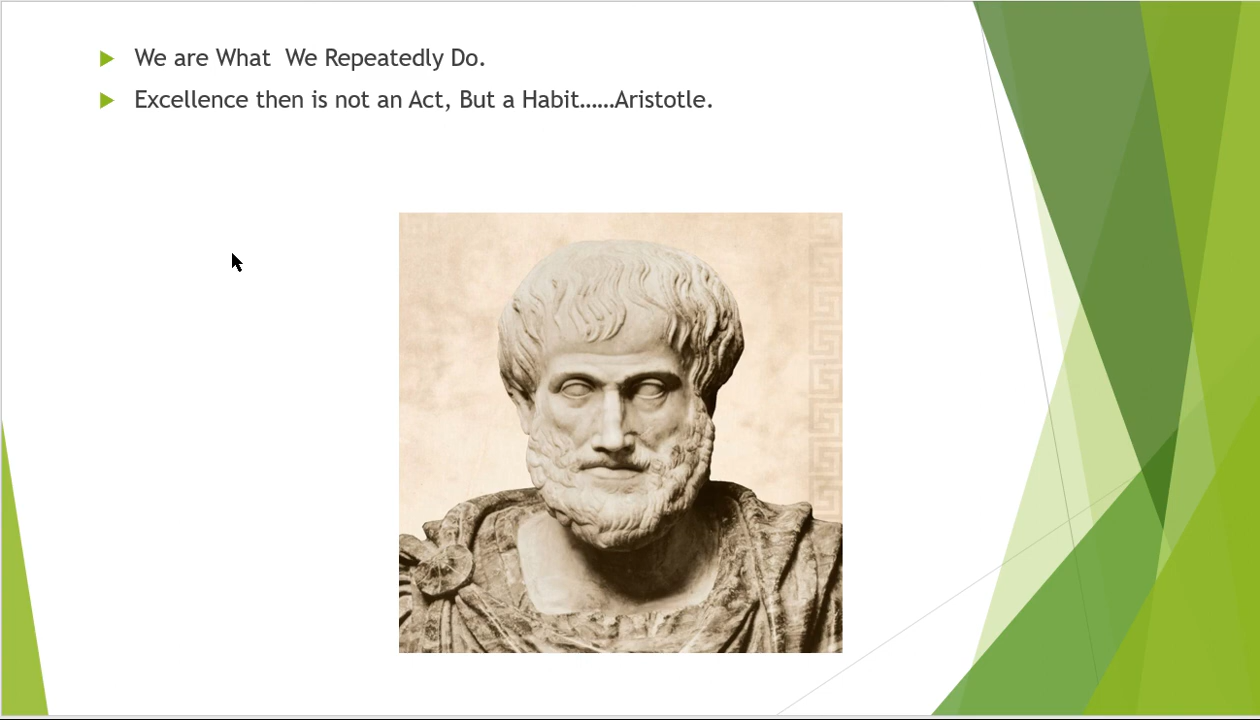 We are What  We Repeatedly Do.
Excellence then is not an Act, But a Habit......Aristotle.